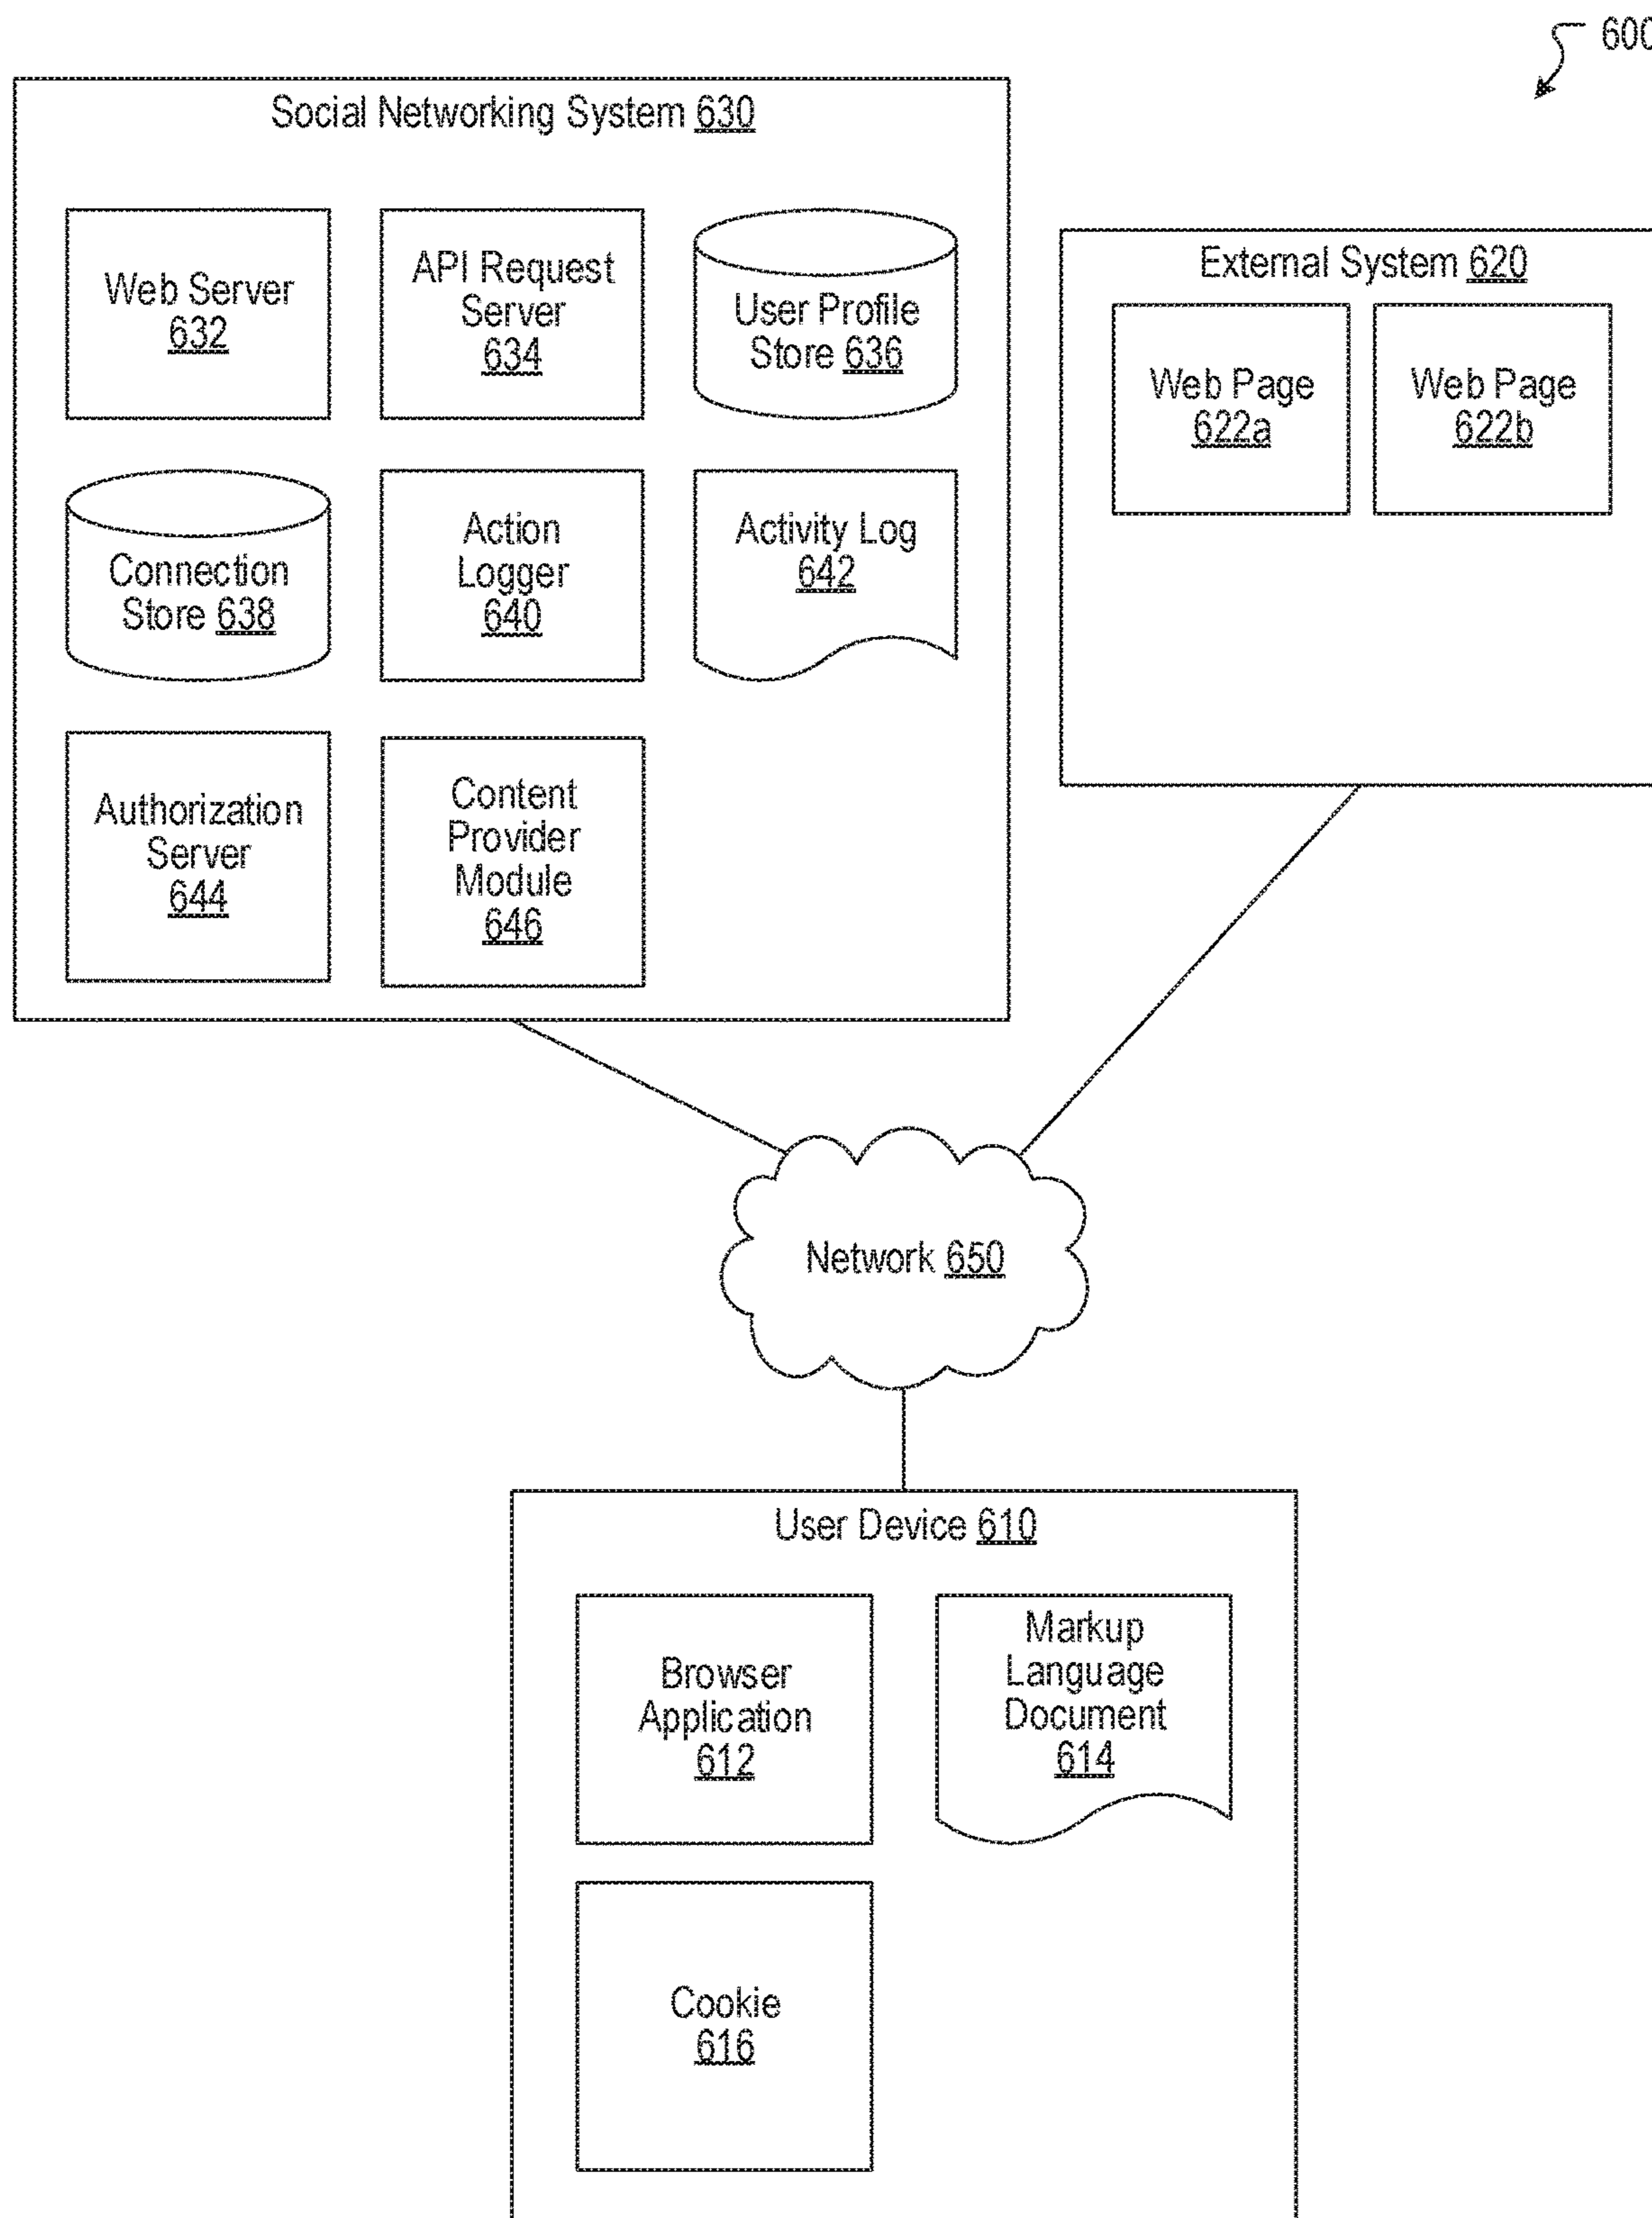 600
Social Networking System 630
Web Server
632
API Request
Server
634
User Profile
Store 636
Connection
Store 638
Action
Logger
640
Activity Log
642
Authorization
Server
644
Content
Provider
Module
646
External System 620
Web Page
622a
Web Page
622b
Network 650
User Device 610
Browser
Application
612
Markup
Language
Document
614
Cookie
616